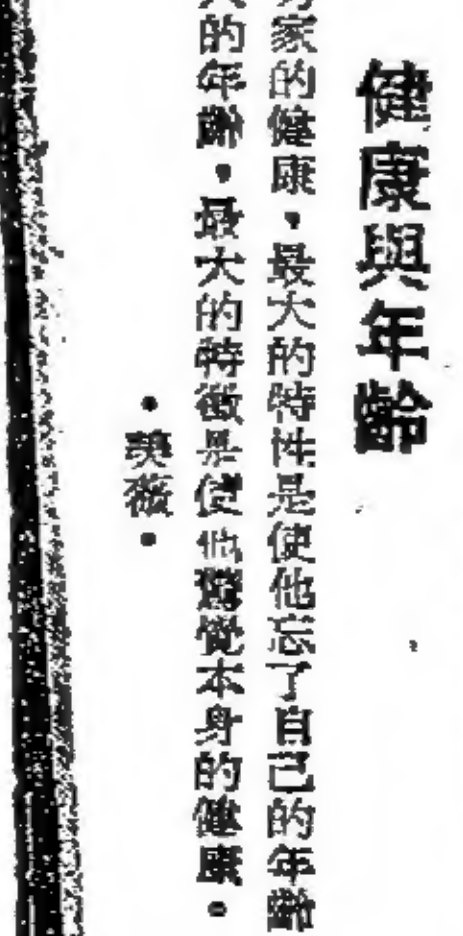 健康與年齡
家的健康，最大的特性是使他忘了自己的年齡
的年齡，最大的特徵是使他驚覺本身的健康。
•美薇•